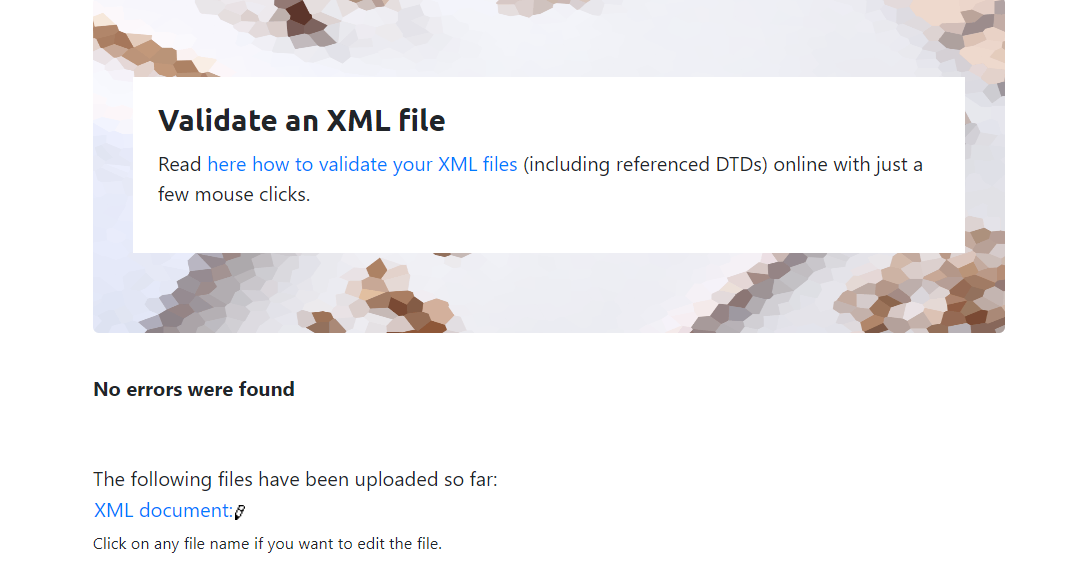 Validate an XML file
Read here how to validate your XML files (including referenced DTDs) online with just a
few mouse clicks.
No errors were found
The following files have been uploaded so far:
XML document:
Click on any file name if you want to edit the file.